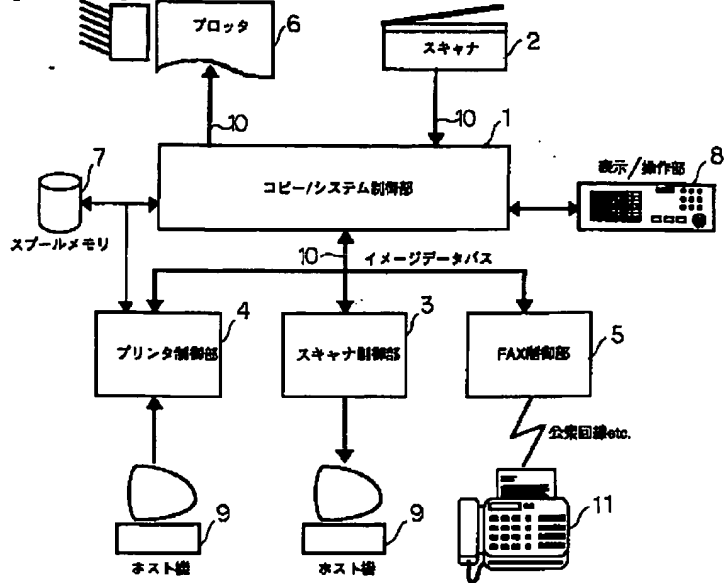 プロッタ
6
スキャナ
2
10
10
1
7
コピー/システム制御部
表示/操作部
8
スプールメモリ
10
イメージデータバス
4
プリンタ制御部
3
スキャナ制御部
5
FAX制御部
公衆回線etc.
9
ホスト機
9
ホスト機
11